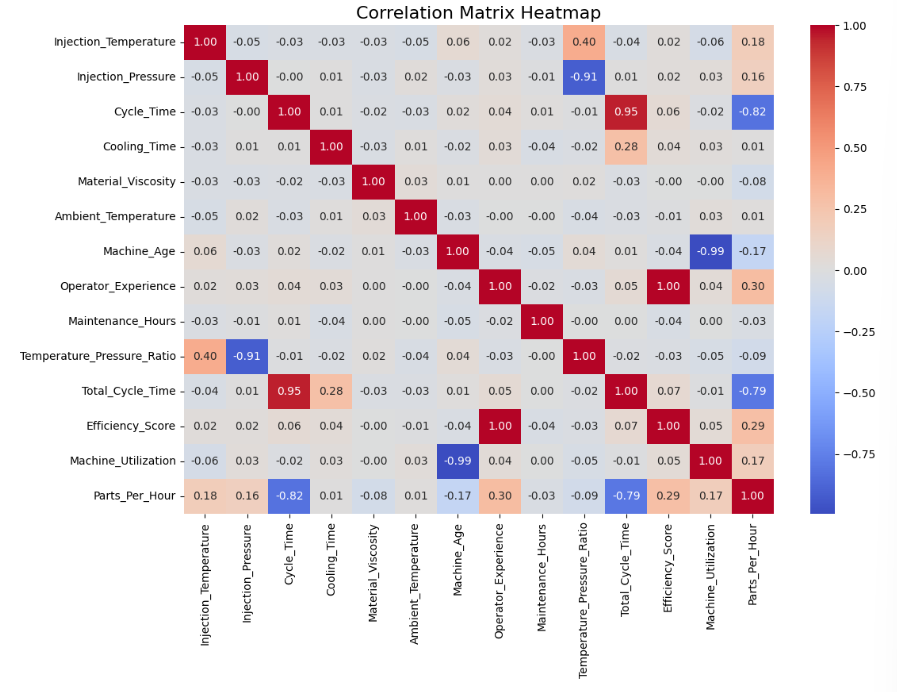 Correlation Matrix Heatmap
Injection_Temperature 1.00 -0.05 -0.03 -0.03 -0.03 -0.05 0.06 0.02 -0.03 0.40 -0.04 0.02 -0.06 0.18
Injection_Pressure -0.05 1.00 -0.00 0.01 -0.03 0.02 -0.03 0.03 -0.01 -0.91 0.01 0.02 0.03 0.16
Cycle_Time -0.03 -0.00 1.00 0.01 -0.02 -0.03 0.02 0.04 0.01 -0.01 0.95 0.06 -0.02 -0.82
Cooling_Time -0.03 0.01 0.01 1.00 -0.03 0.01 -0.02 0.03 -0.04 -0.02 0.28 0.04 0.03 0.01
Material_Viscosity -0.03 -0.03 -0.02 -0.03 1.00 0.03 0.01 0.00 0.00 0.02 -0.03 -0.00 -0.00 -0.08
Ambient_Temperature -0.05 0.02 -0.03 0.01 0.03 1.00 -0.03 -0.00 -0.00 -0.04 -0.03 -0.01 0.03 0.01
Machine_Age 0.06 -0.03 0.02 -0.02 0.01 -0.03 1.00 -0.04 -0.05 0.04 0.01 -0.04 -0.99 -0.17
Operator_Experience 0.02 0.03 0.04 0.03 0.00 -0.00 -0.04 1.00 -0.02 -0.03 0.05 1.00 0.04 0.30
Maintenance_Hours -0.03 -0.01 0.01 -0.04 0.00 -0.00 -0.05 -0.02 1.00 -0.00 0.00 -0.04 0.00 -0.03
Temperature_Pressure_Ratio 0.40 -0.91 -0.01 -0.02 0.02 -0.04 0.04 -0.03 -0.00 1.00 -0.02 -0.03 -0.05 -0.09
Total_Cycle_Time -0.04 0.01 0.95 0.28 -0.03 -0.03 0.01 0.05 0.00 -0.02 1.00 0.07 -0.01 -0.79
Efficiency_Score 0.02 0.02 0.06 0.04 -0.00 -0.01 -0.04 1.00 -0.04 -0.03 0.07 1.00 0.05 0.29
Machine_Utilization -0.06 0.03 -0.02 0.03 -0.00 0.03 -0.99 0.04 0.00 -0.05 -0.01 0.05 1.00 0.17
Parts_Per_Hour 0.18 0.16 -0.82 0.01 -0.08 0.01 -0.17 0.30 -0.03 -0.09 -0.79 0.29 0.17 1.00
Injection_Temperature
Injection_Pressure
Cycle_Time
Cooling_Time
Material_Viscosity
Ambient_Temperature
Machine_Age
Operator_Experience
Maintenance_Hours
Temperature_Pressure_Ratio
Total_Cycle_Time
Efficiency_Score
Machine_Utilization
Parts_Per_Hour
1.00
0.75
0.50
0.25
0.00
−0.25
−0.50
−0.75